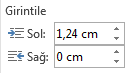 Girintile
Sol: 1,24 cm
Sağ: 0 cm